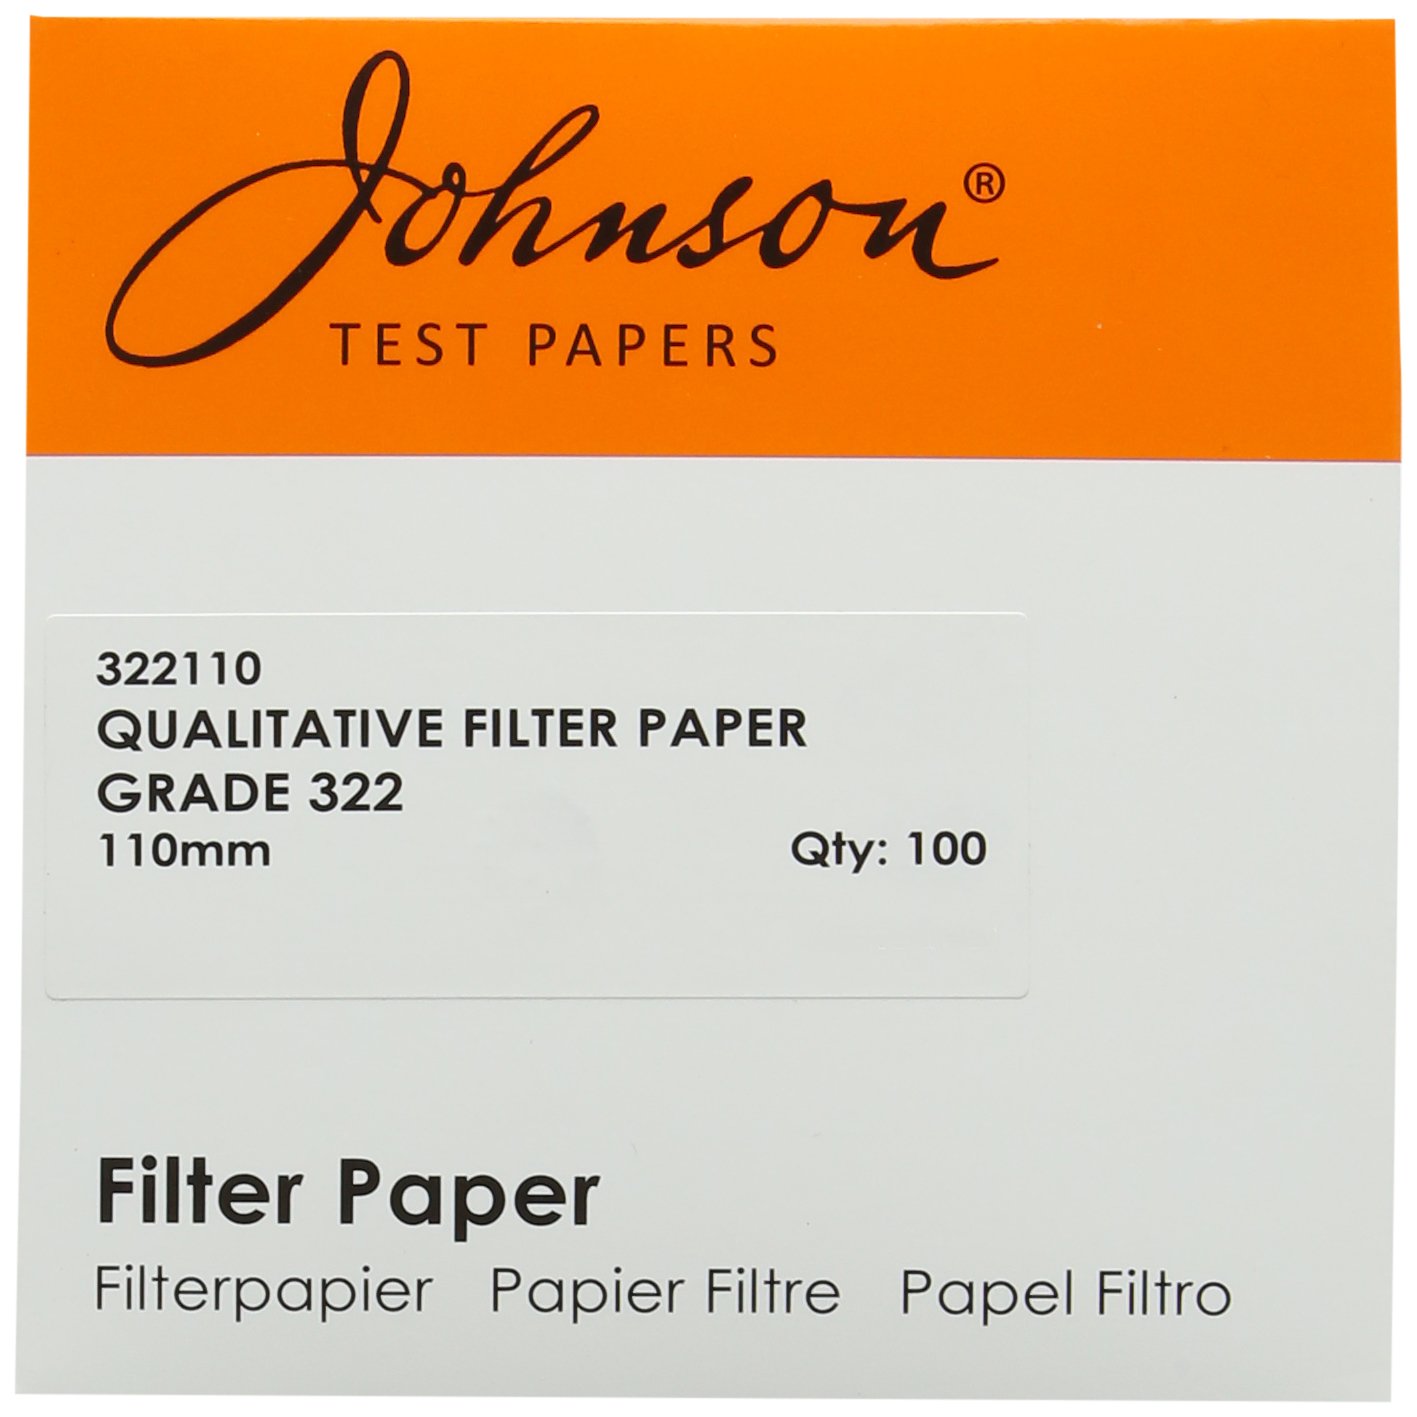 Johnson®
TEST PAPERS
322110
QUALITATIVE FILTER PAPER
GRADE 322
110mm Qty: 100
Filter Paper
Filterpapier Papier Filtre Papel Filtro